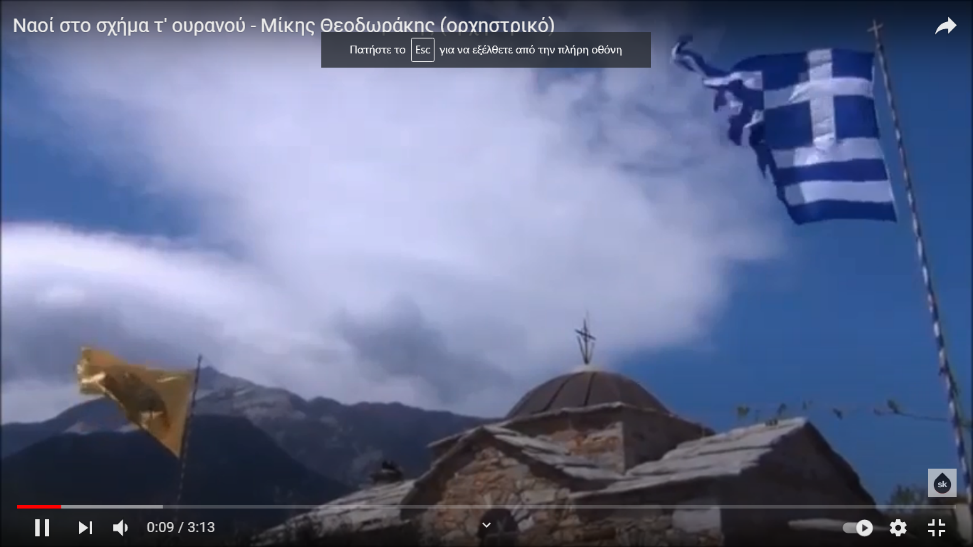 Ναοί στο σχήμα τ' ουρανού - Μίκης Θεοδωράκης (ορχηστρικό)
Πατήστε το Esc για να εξέλθετε από την πλήρη οθόνη
sk
0:09 / 3:13